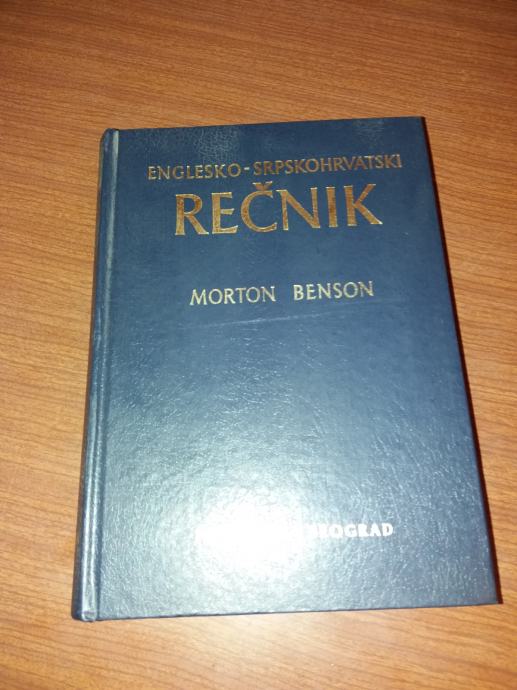 ENGLESKO-SRPSKOHRVATSKI
REČNIK
MORTON BENSON
BEOGRAD